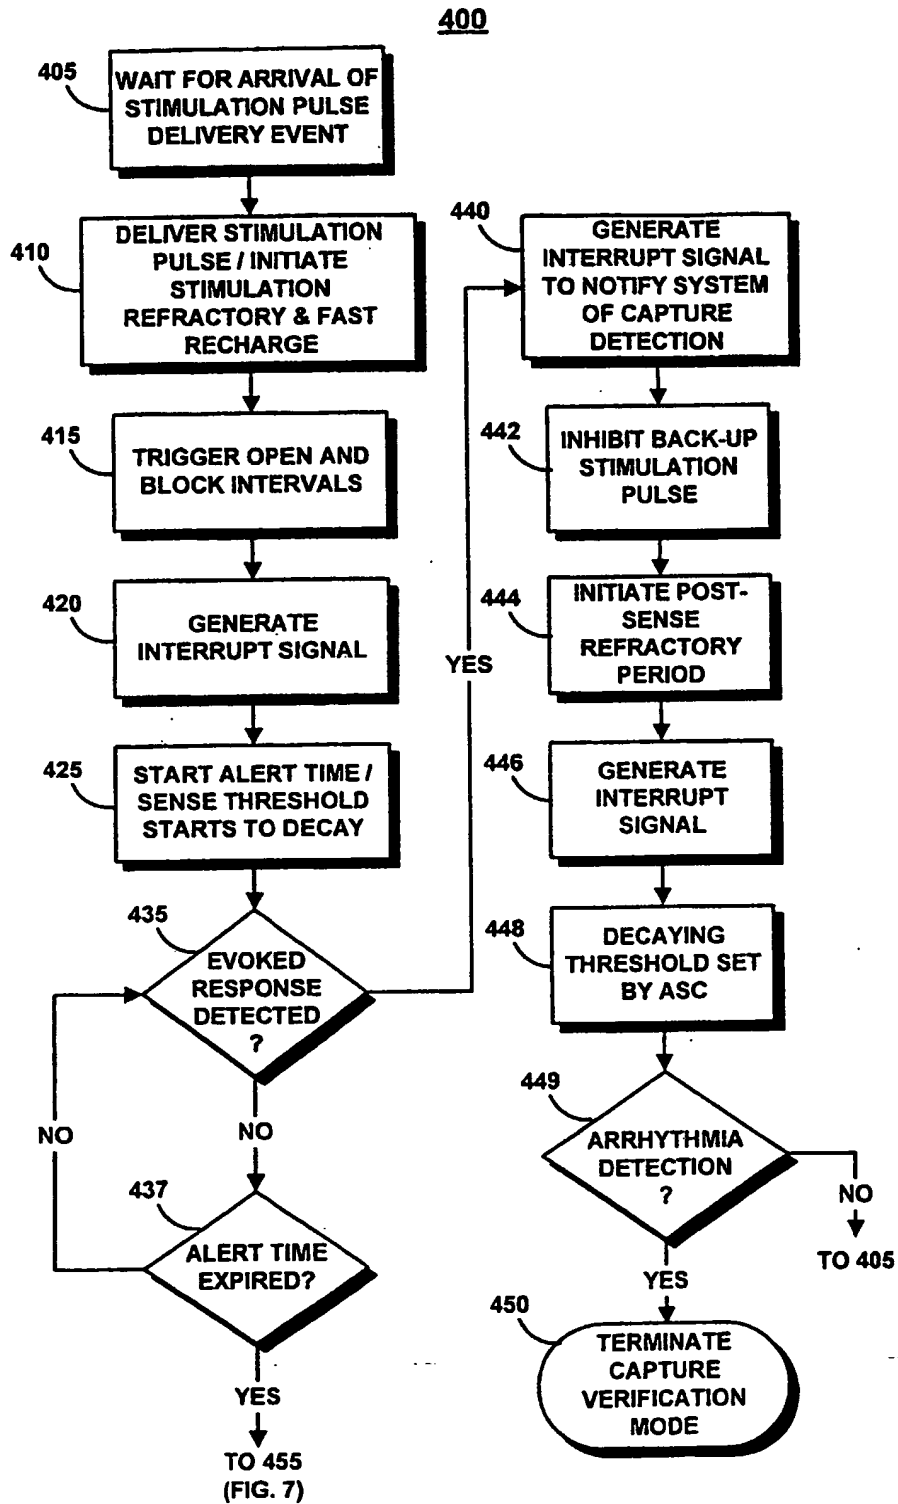 400
405
WAIT FOR ARRIVAL OF
STIMULATION PULSE
DELIVERY EVENT
410
DELIVER STIMULATION
PULSE / INITIATE
STIMULATION
REFRACTORY & FAST
RECHARGE
415
TRIGGER OPEN AND
BLOCK INTERVALS
420
GENERATE
INTERRUPT SIGNAL
425
START ALERT TIME /
SENSE THRESHOLD
STARTS TO DECAY
435
EVOKED
RESPONSE
DETECTED
?
NO
NO
437
ALERT TIME
EXPIRED?
YES
TO 455
(FIG. 7)
YES
440
GENERATE
INTERRUPT SIGNAL
TO NOTIFY SYSTEM
OF CAPTURE
DETECTION
442
INHIBIT BACK-UP
STIMULATION
PULSE
444
INITIATE POST-
SENSE
REFRACTORY
PERIOD
446
GENERATE
INTERRUPT
SIGNAL
448
DECAYING
THRESHOLD SET
BY ASC
449
ARRHYTHMIA
DETECTION
?
NO
TO 405
YES
450
TERMINATE
CAPTURE
VERIFICATION
MODE